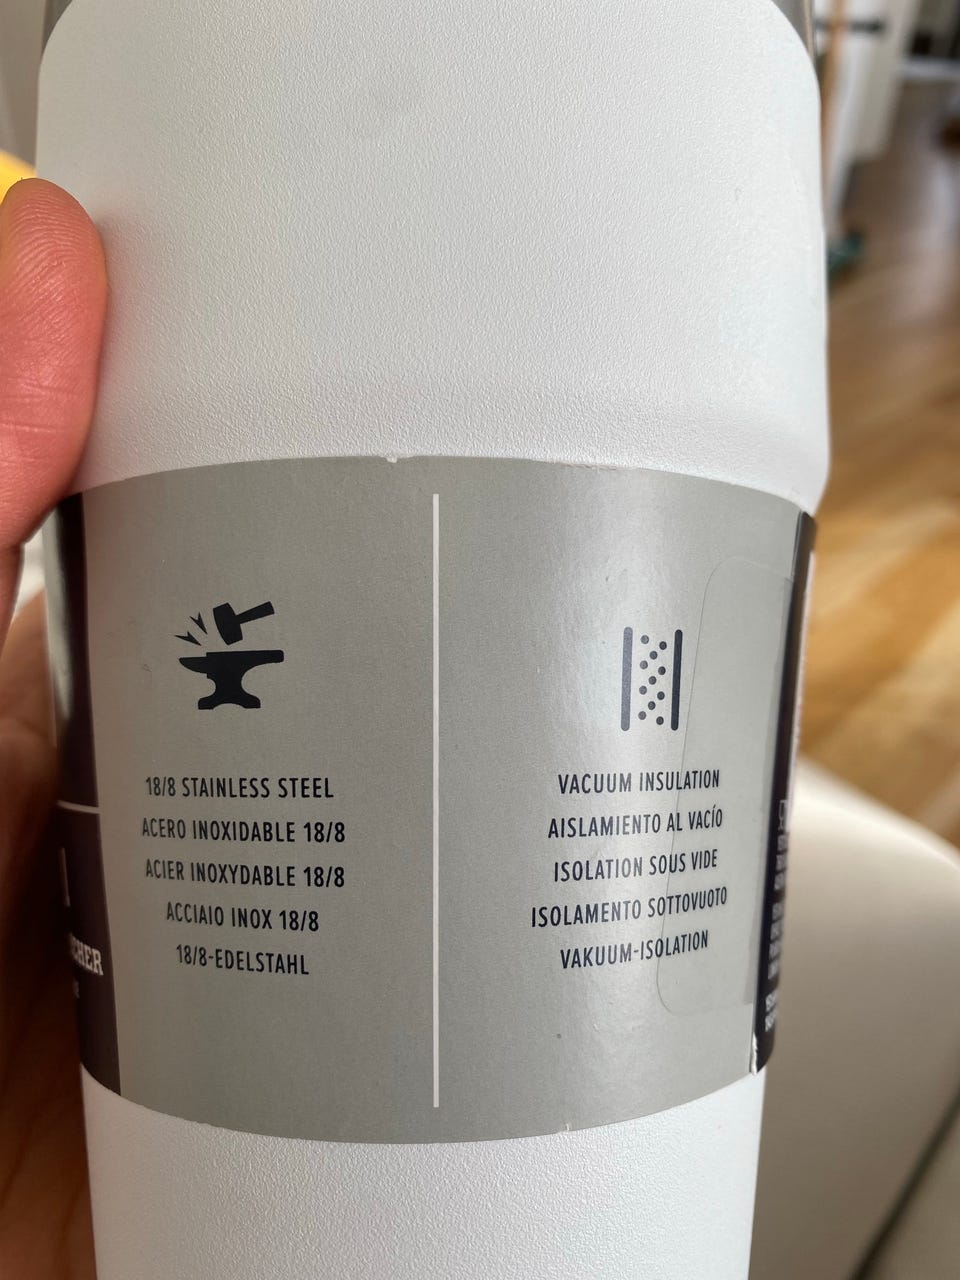 18/8 STAINLESS STEEL
ACERO INOXIDABLE 18/8
ACIER INOXYDABLE 18/8
ACCIAIO INOX 18/8
18/8-EDELSTAHL
VACUUM INSULATION
AISLAMIENTO AL VACÍO
ISOLATION SOUS VIDE
ISOLAMENTO SOTTOVUOTO
VAKUUM-ISOLATION